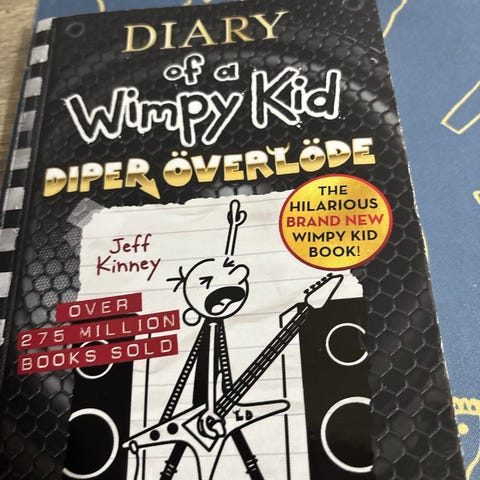 DIARY
of a
Wimpy Kid
DIPER ÖVERLÖDE
THE
HILARIOUS
BRAND NEW
WIMPY KID
BOOK!
Jeff
Kinney
OVER
275 MILLION
BOOKS SOLD
LD